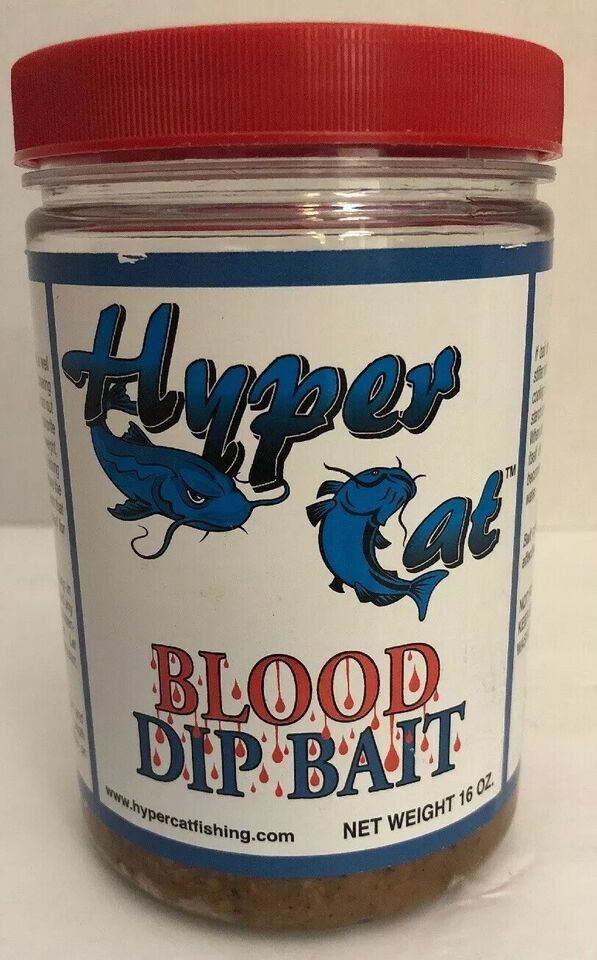 Hyper
Cat™
BLOOD
DIP BAIT
www.hypercatfishing.com
NET WEIGHT 16 OZ.